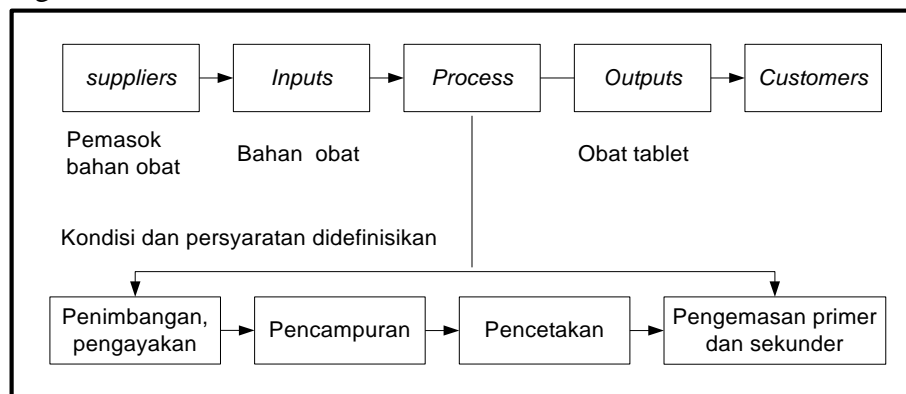 suppliers
Inputs
Process
Outputs
Customers
Pemasok
bahan obat
Bahan obat
Obat tablet
Kondisi dan persyaratan didefinisikan
Penimbangan,
pengayakan
Pencampuran
Pencetakan
Pengemasan primer
dan sekunder